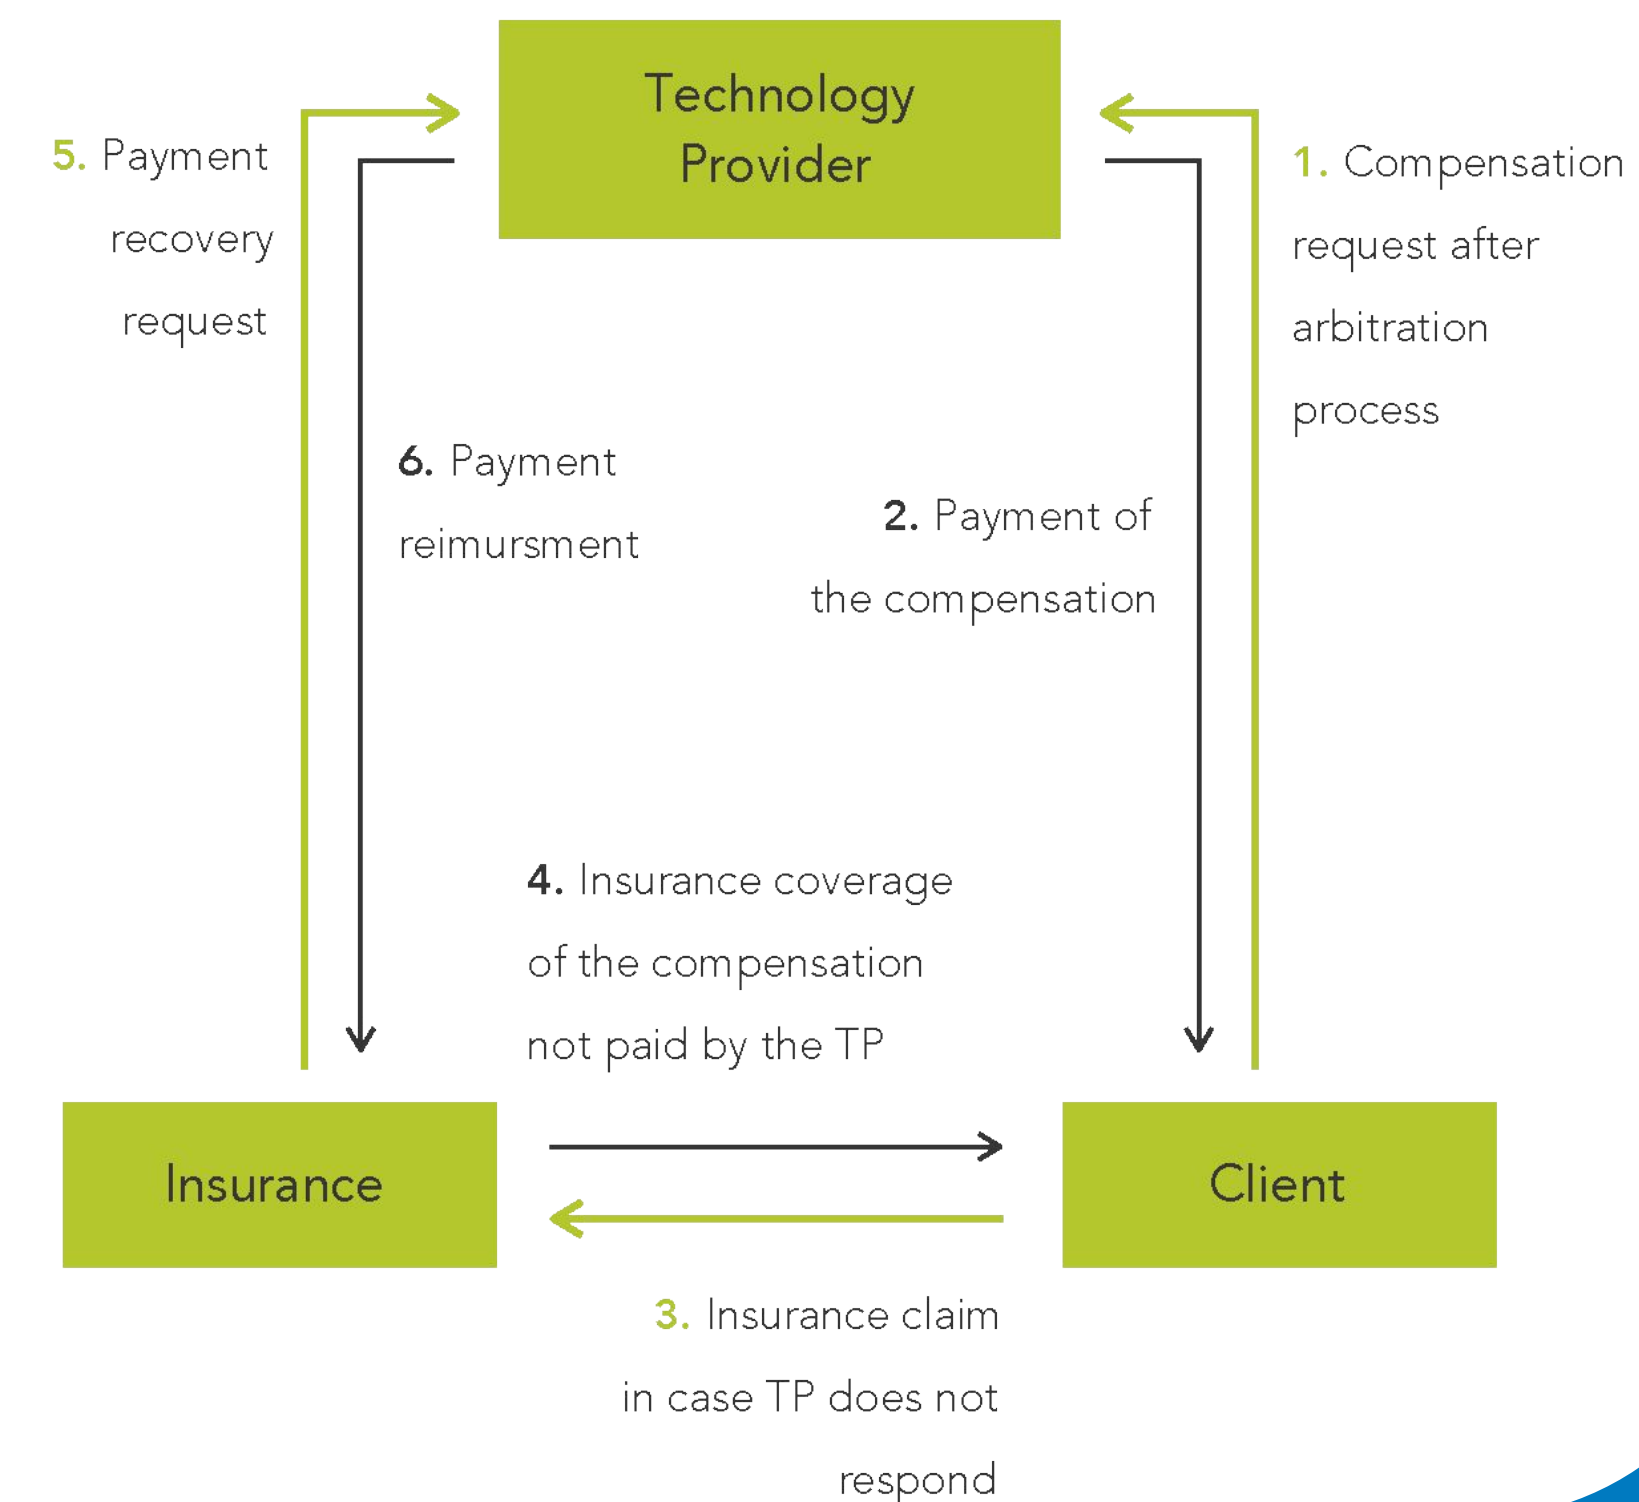 Technology
Provider
5. Payment
recovery
request
1. Compensation
request after
arbitration
process
6. Payment
reimursment
2. Payment of
the compensation
4. Insurance coverage
of the compensation
not paid by the TP
Insurance
Client
3. Insurance claim
in case TP does not
respond